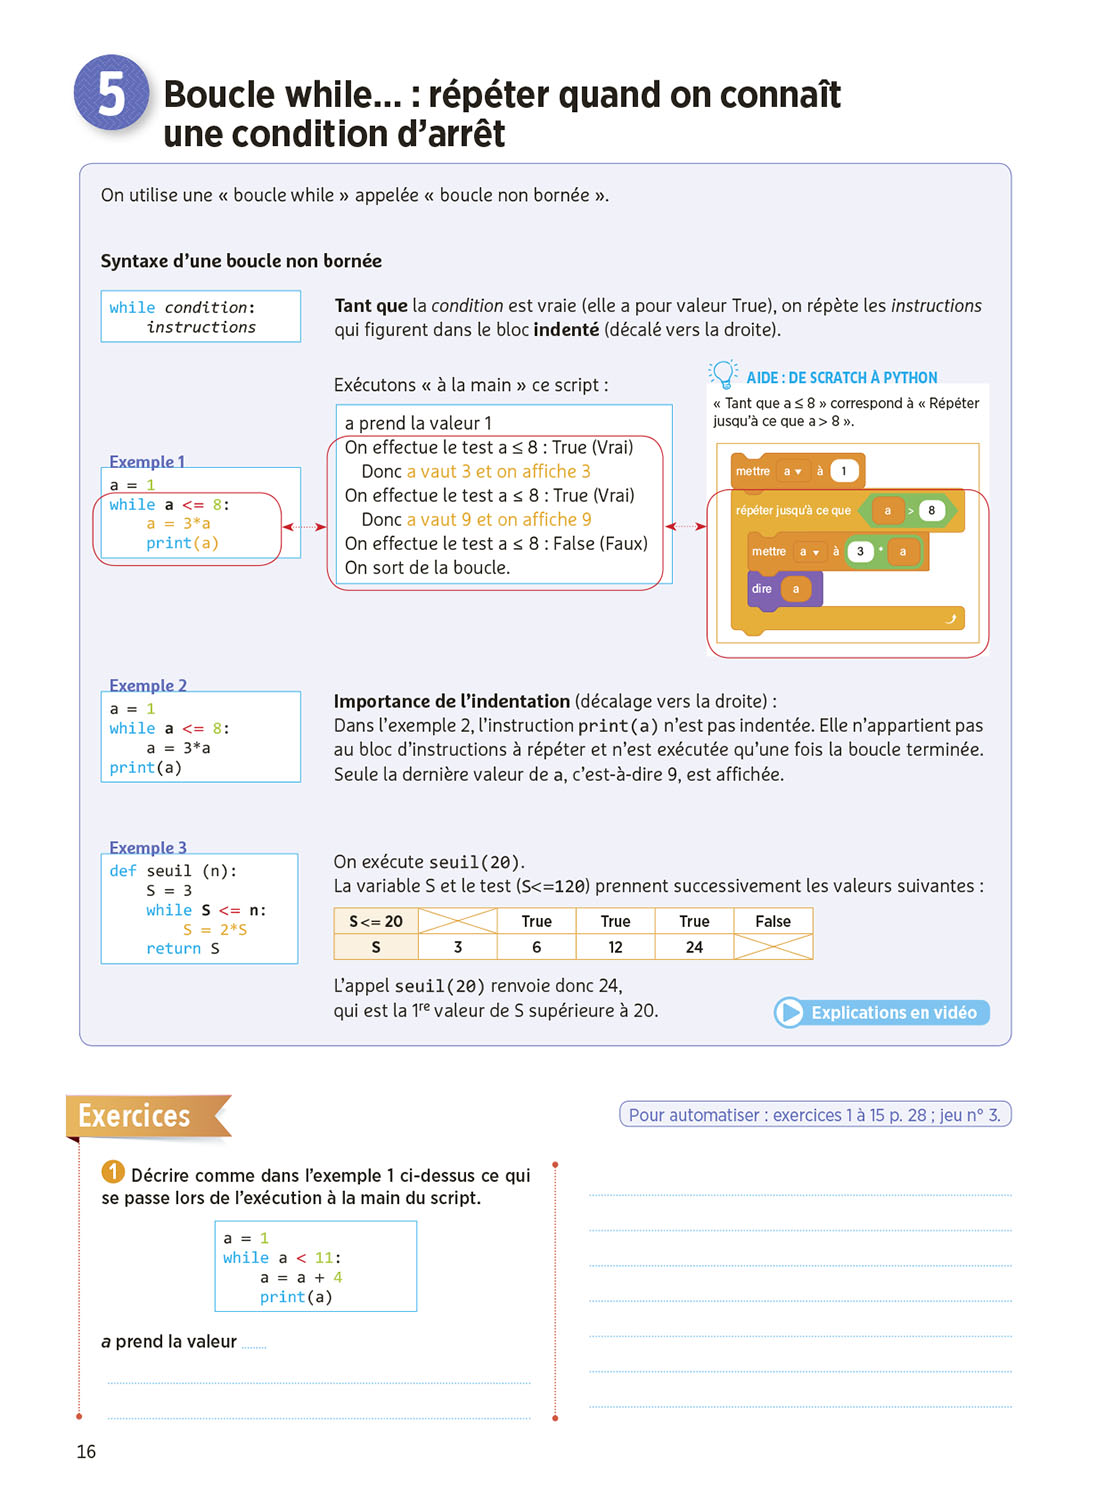 5
Boucle while... : répéter quand on connaît
une condition d'arrêt
On utilise une « boucle while » appelée « boucle non bornée ».
Syntaxe d'une boucle non bornée
while condition:
instructions
Tant que la condition est vraie (elle a pour valeur True), on répète les instructions
qui figurent dans le bloc indenté (décalé vers la droite).
Exécutons « à la main » ce script :
Exemple 1
a = 1
while a <= 8:
a = 3*a
print(a)
a prend la valeur 1
On effectue le test a ≤ 8 : True (Vrai)
Donc a vaut 3 et on affiche 3
On effectue le test a ≤ 8 : True (Vrai)
Donc a vaut 9 et on affiche 9
On effectue le test a ≤ 8 : False (Faux)
On sort de la boucle.
AIDE : DE SCRATCH À PYTHON
« Tant que a ≤ 8 » correspond à « Répéter
jusqu'à ce que a > 8 ».
mettre a à 1
répéter jusqu'à ce que a > 8
mettre a à 3 * a
dire a
Exemple 2
a = 1
while a <= 8:
a = 3*a
print(a)
Importance de l'indentation (décalage vers la droite) :
Dans l'exemple 2, l'instruction print(a) n'est pas indentée. Elle n'appartient pas
au bloc d'instructions à répéter et n'est exécutée qu'une fois la boucle terminée.
Seule la dernière valeur de a, c'est-à-dire 9, est affichée.
Exemple 3
def seuil (n):
S = 3
while S <= n:
S = 2*S
return S
On exécute seuil(20).
La variable S et le test (S<=120) prennent successivement les valeurs suivantes :
S <= 20 True True True False
S 3 6 12 24
L'appel seuil(20) renvoie donc 24,
qui est la 1re valeur de S supérieure à 20.
Explications en vidéo
Exercices
Pour automatiser : exercices 1 à 15 p. 28 ; jeu n° 3.
1 Décrire comme dans l'exemple 1 ci-dessus ce qui
se passe lors de l'exécution à la main du script.
a = 1
while a < 11:
a = a + 4
print(a)
a prend la valeur ......
16